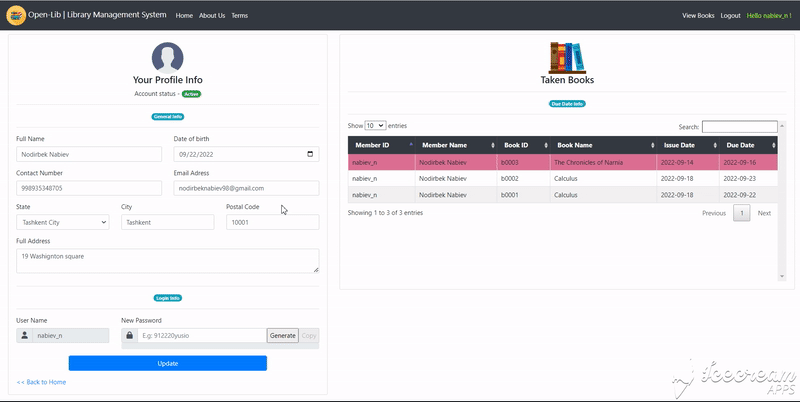 Open-Lib | Library Management System Home About Us Terms View Books Logout Hello nabiev_n !
Your Profile Info
Account status - Active
General Info
Full Name Date of birth
Nodirbek Nabiev 09/22/2022
Contact Number Email Adress
998935348705 nodirbeknabiev98@gmail.com
State City Postal Code
Tashkent City Tashkent 10001
Full Address
19 Washignton square
Login Info
User Name New Password
nabiev_n E.g: 912220yusio Generate Copy
Update
<< Back to Home
Taken Books
Due Date Info
Show 10 entries Search:
Member ID Member Name Book ID Book Name Issue Date Due Date
nabiev_n Nodirbek Nabiev b0003 The Chronicles of Narnia 2022-09-14 2022-09-16
nabiev_n Nodirbek Nabiev b0002 Calculus 2022-09-18 2022-09-23
nabiev_n Nodirbek Nabiev b0001 Calculus 2022-09-18 2022-09-22
Showing 1 to 3 of 3 entries Previous 1 Next
Icecream
APPS